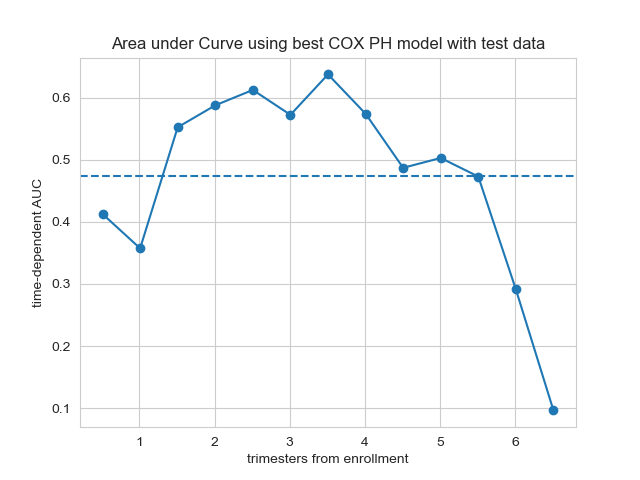 Area under Curve using best COX PH model with test data
time-dependent AUC
0.6
0.5
0.4
0.3
0.2
0.1
1 2 3 4 5 6
trimesters from enrollment